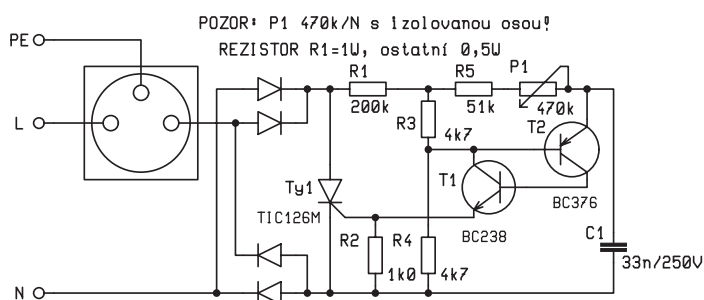 POZOR: P1 470k/N s izolovanou osou!
REZISTOR R1=1W, ostatní 0,5W
PE
R1
R5
P1
200k
51k
470k
L
R3
4k7
T2
Ty1
T1
TIC126M
BC376
R2
R4
BC238
C1
33n/250V
1k0
4k7
N